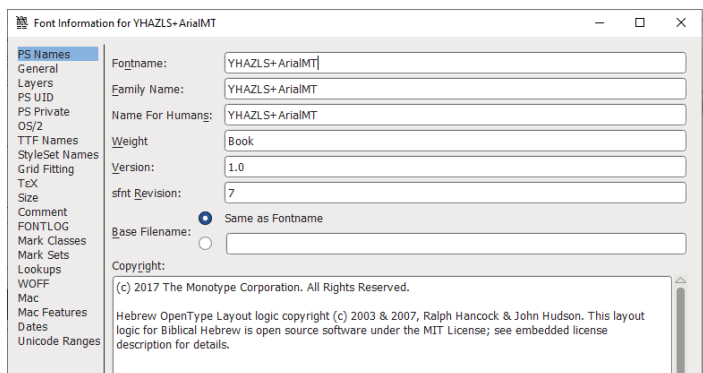 Font Information for YHAZLS+ArialMT
PS Names
General
Layers
PS UID
PS Private
OS/2
TTF Names
StyleSet Names
Grid Fitting
ΤεΧ
Size
Comment
FONTLOG
Mark Classes
Mark Sets
Lookups
WOFF
Mac
Mac Features
Dates
Unicode Ranges
Fontname: YHAZLS+ArialMT
Family Name: YHAZLS+ArialMT
Name For Humans: YHAZLS+ArialMT
Weight Book
Version: 1.0
sfnt Revision: 7
Base Filename: Same as Fontname
Copyright:
(c) 2017 The Monotype Corporation. All Rights Reserved.
Hebrew OpenType Layout logic copyright (c) 2003 & 2007, Ralph Hancock & John Hudson. This layout
logic for Biblical Hebrew is open source software under the MIT License; see embedded license
description for details.